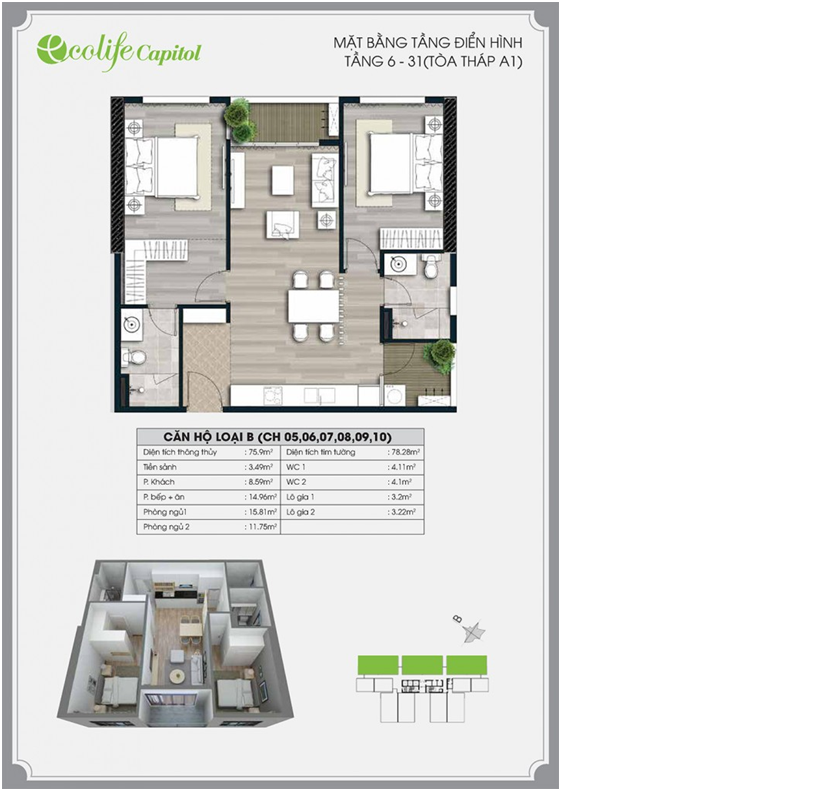 ecolife Capitol
MẶT BẰNG TẦNG ĐIỂN HÌNH
TẦNG 6 - 31(TÒA THÁP A1)
CĂN HỘ LOẠI B (CH 05,06,07,08,09,10)
Diện tích thông thủy : 75.9m² Diện tích tim tường : 78.28m²
Tiền sảnh : 3.49m² WC 1 : 4.11m²
P. Khách : 8.59m² WC 2 : 4.1m²
P. bếp + ăn : 14.96m² Lô gia 1 : 3.2m²
Phòng ngủ1 : 15.81m² Lô gia 2 : 3.22m²
Phòng ngủ 2 : 11.75m²
B